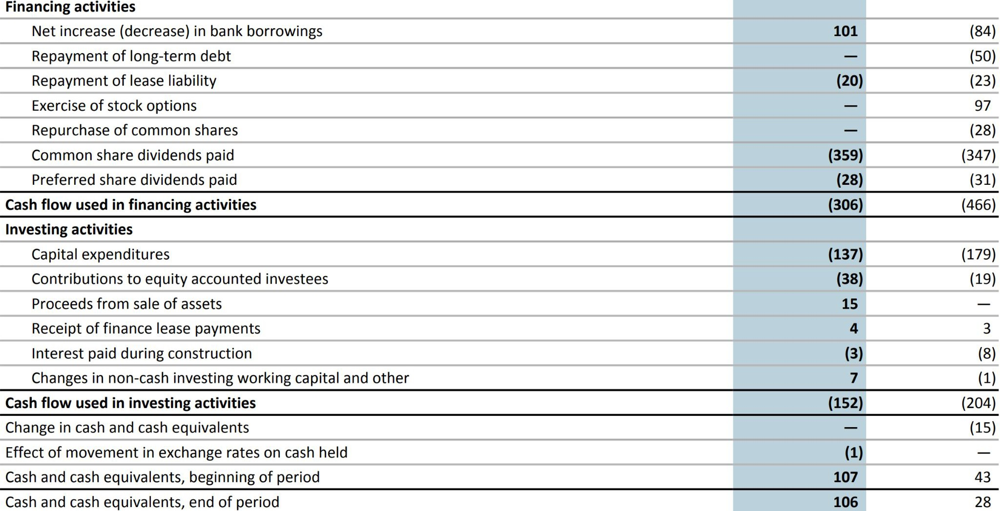 Financing activities
Net increase (decrease) in bank borrowings 101 (84)
Repayment of long-term debt — (50)
Repayment of lease liability (20) (23)
Exercise of stock options — 97
Repurchase of common shares — (28)
Common share dividends paid (359) (347)
Preferred share dividends paid (28) (31)
Cash flow used in financing activities (306) (466)
Investing activities
Capital expenditures (137) (179)
Contributions to equity accounted investees (38) (19)
Proceeds from sale of assets 15 —
Receipt of finance lease payments 4 3
Interest paid during construction (3) (8)
Changes in non-cash investing working capital and other 7 (1)
Cash flow used in investing activities (152) (204)
Change in cash and cash equivalents — (15)
Effect of movement in exchange rates on cash held (1) —
Cash and cash equivalents, beginning of period 107 43
Cash and cash equivalents, end of period 106 28